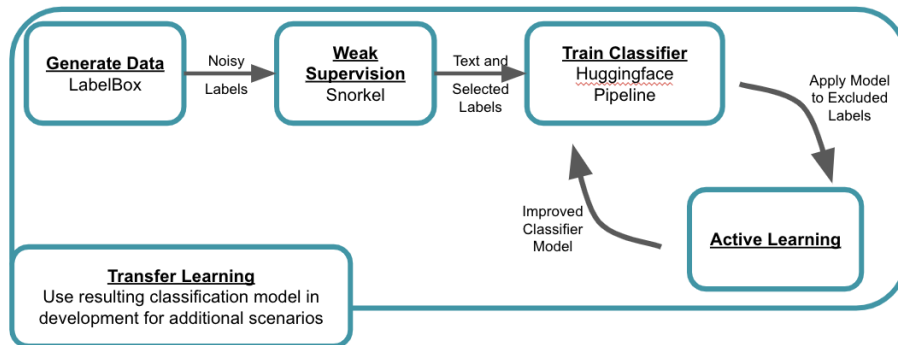 Generate Data
LabelBox
Noisy
Labels
Weak
Supervision
Snorkel
Text and
Selected
Labels
Train Classifier
Huggingface
Pipeline
Apply Model
to Excluded
Labels
Active Learning
Improved
Classifier
Model
Transfer Learning
Use resulting classification model in
development for additional scenarios